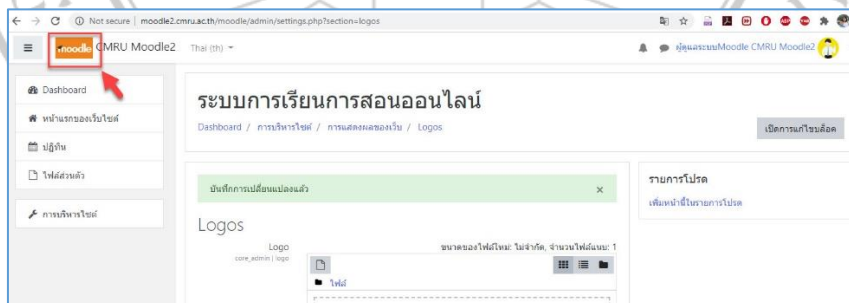 Not secure | moodle2.cmru.ac.th/moodle/admin/settings.php?section=logos
moodle CMRU Moodle2 Thai (th)
ผู้ดูแลระบบMoodle CMRU Moodle2
Dashboard
หน้าแรกของเว็บไซต์
ปฏิทิน
ไฟล์ส่วนตัว
การบริหารไซต์
ระบบการเรียนการสอนออนไลน์
Dashboard / การบริหารไซต์ / การแสดงผลของเว็บ / Logos
เปิดการแก้ไขบล็อค
บันทึกการเปลี่ยนแปลงแล้ว ×
Logos
Logo
core_admin | logo
ขนาดของไฟล์ใหม่: ไม่จำกัด, จำนวนไฟล์แนบ: 1
ไฟล์
รายการโปรด
เพิ่มหน้านี้ในรายการโปรด